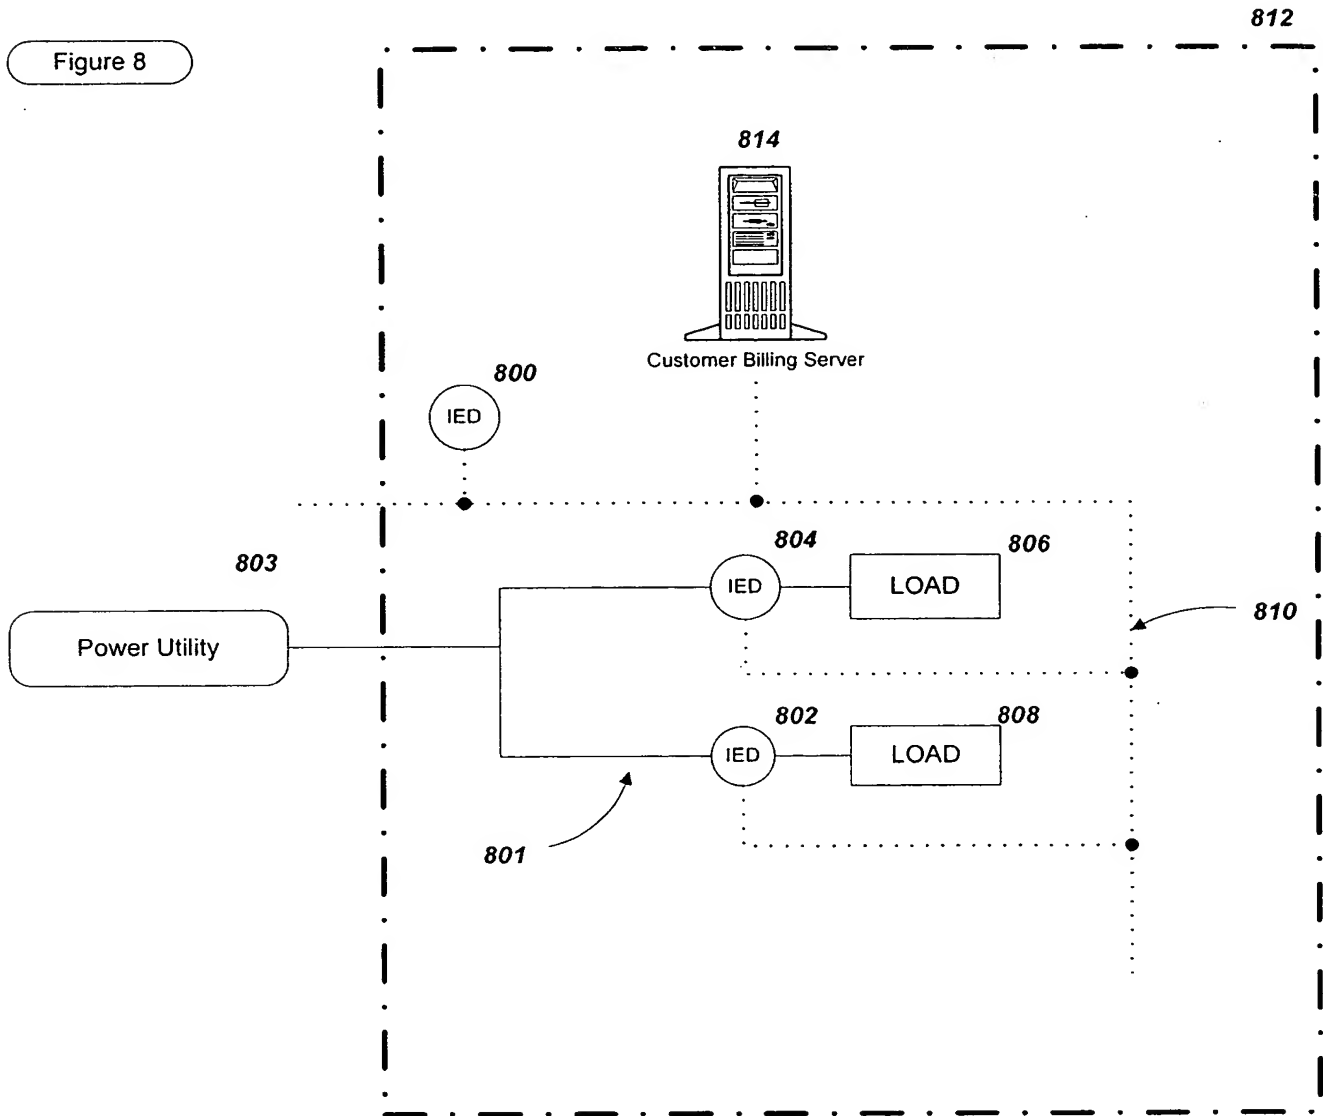 812
Figure 8
814
Customer Billing Server
800
IED
803
804
806
IED
LOAD
810
Power Utility
802
808
IED
LOAD
801